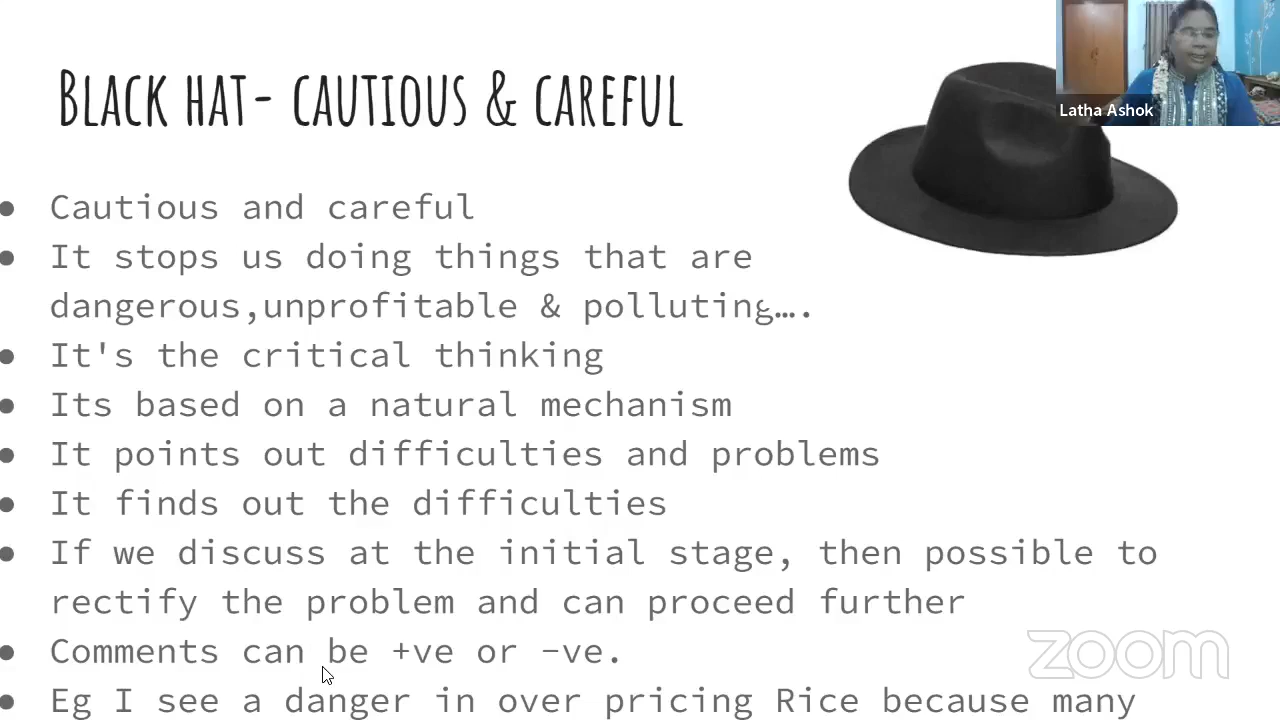 Black hat- cautious & careful
Latha Ashok
● Cautious and careful
● It stops us doing things that are
dangerous,unprofitable & polluting….
● It's the critical thinking
● Its based on a natural mechanism
● It points out difficulties and problems
● It finds out the difficulties
● If we discuss at the initial stage, then possible to
rectify the problem and can proceed further
● Comments can be +ve or -ve.
● Eg I see a danger in over pricing Rice because many
zoom